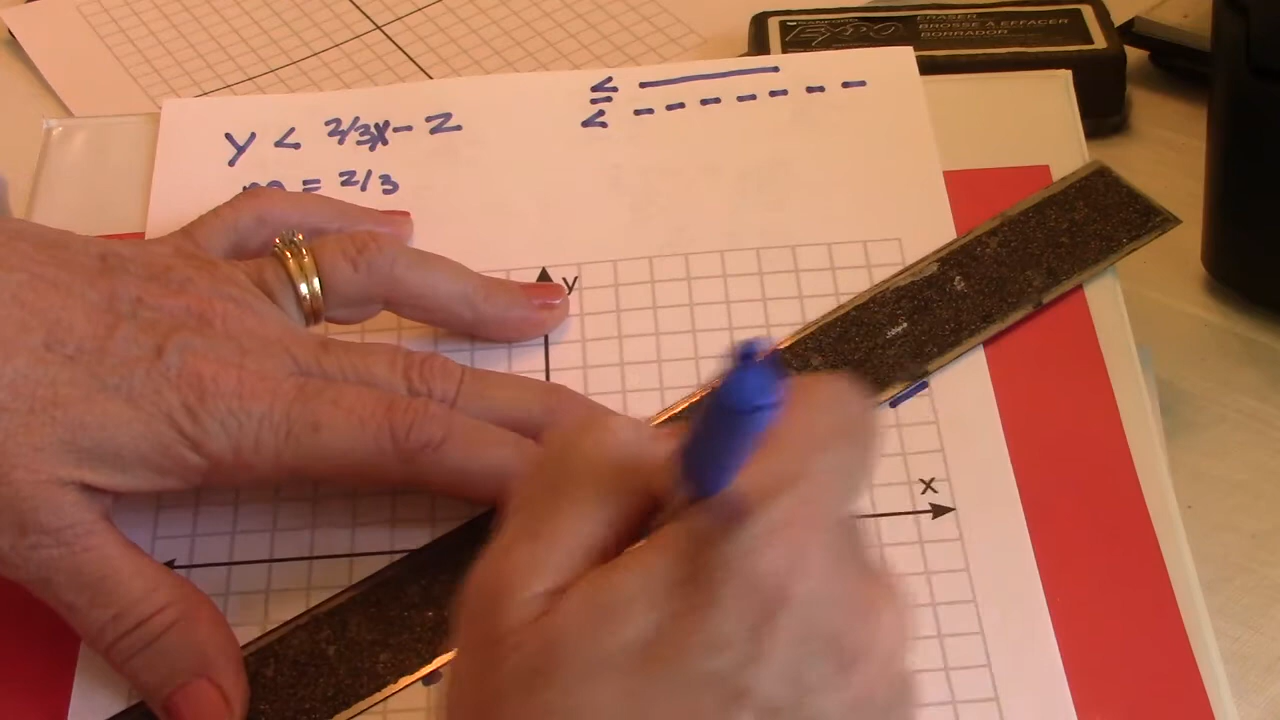 SANFORD
EXPO
ERASER
BROSSE À EFFACER
BORRADOR
≤
<
y < 2/3x - 2
m = 2/3
y
x